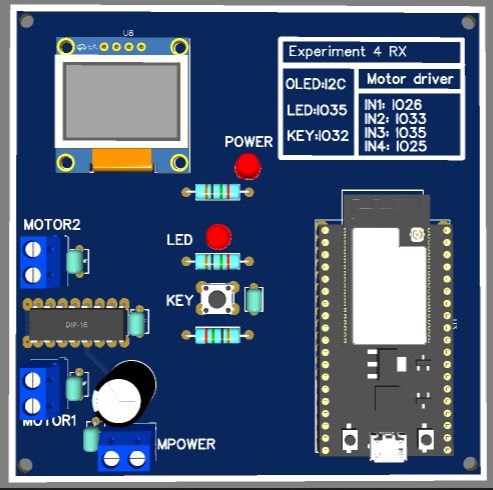 U8
Experiment 4 RX
OLED:I2C
Motor driver
LED:IO35
KEY:IO32
IN1: IO26
IN2: IO33
IN3: IO35
IN4: IO25
POWER
MOTOR2
LED
KEY
DIP-16
MOTOR1
MPOWER